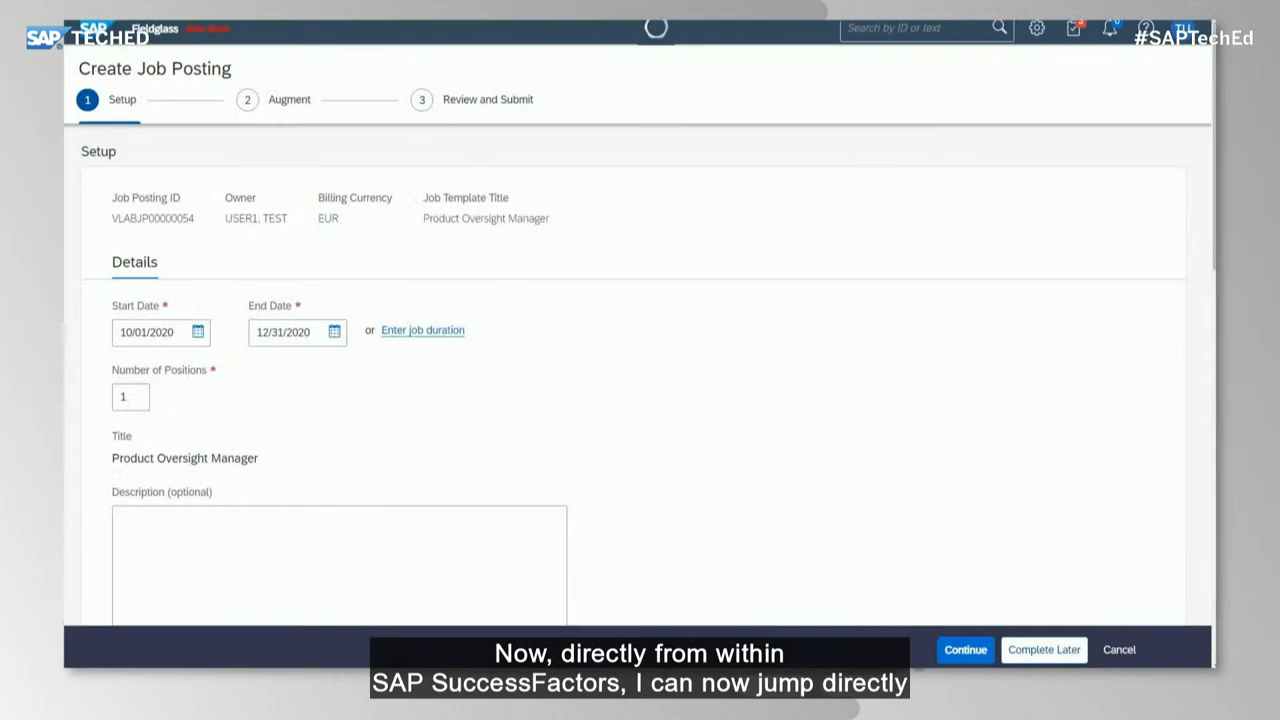 SAP Fieldglass
SAP TECHED
Search by ID or text
TU
#SAPTechEd
Create Job Posting
1 Setup
2 Augment
3 Review and Submit
Setup
Job Posting ID
Owner
Billing Currency
Job Template Title
VLABJP00000054
USER1, TEST
EUR
Product Oversight Manager
Details
Start Date *
End Date *
10/01/2020
12/31/2020
or Enter job duration
Number of Positions *
1
Title
Product Oversight Manager
Description (optional)
Continue
Complete Later
Cancel
Now, directly from within
SAP SuccessFactors, I can now jump directly